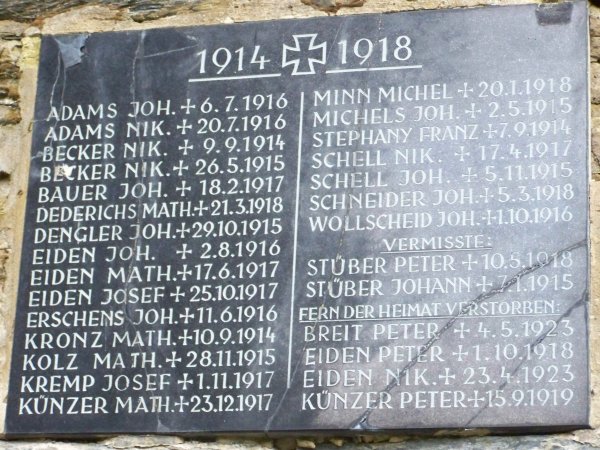 1914 1918
ADAMS JOH. + 6.7.1916
ADAMS NIK. + 20.7.1916
BECKER NIK. + 9.9.1914
BECKER NIK. + 26.5.1915
BAUER JOH. + 18.2.1917
DEDERICHS MATH. + 21.3.1918
DENGLER JOH. + 29.10.1915
EIDEN JOH. + 2.8.1916
EIDEN MATH. + 17.6.1917
EIDEN JOSEF + 25.10.1917
ERSCHENS JOH. + 11.6.1916
KRONZ MATH. + 10.9.1914
KOLZ MATH. + 28.11.1915
KREMP JOSEF + 1.11.1917
KÜNZER MATH. + 23.12.1917
MINN MICHEL + 20.1.1918
MICHELS JOH. + 2.5.1915
STEPHANY FRANZ + 7.9.1914
SCHELL NIK. + 17.4.1917
SCHELL JOH. + 5.11.1915
SCHNEIDER JOH. + 5.3.1918
WOLLSCHEID JOH. + 1.10.1916
VERMISSTE:
STÜBER PETER + 10.5.1918
STÜBER JOHANN + 7.1.1915
FERN DER HEIMAT VERSTORBEN:
BREIT PETER + 4.5.1923
EIDEN PETER + 1.10.1918
EIDEN NIK. + 23.4.1923
KÜNZER PETER + 15.9.1919